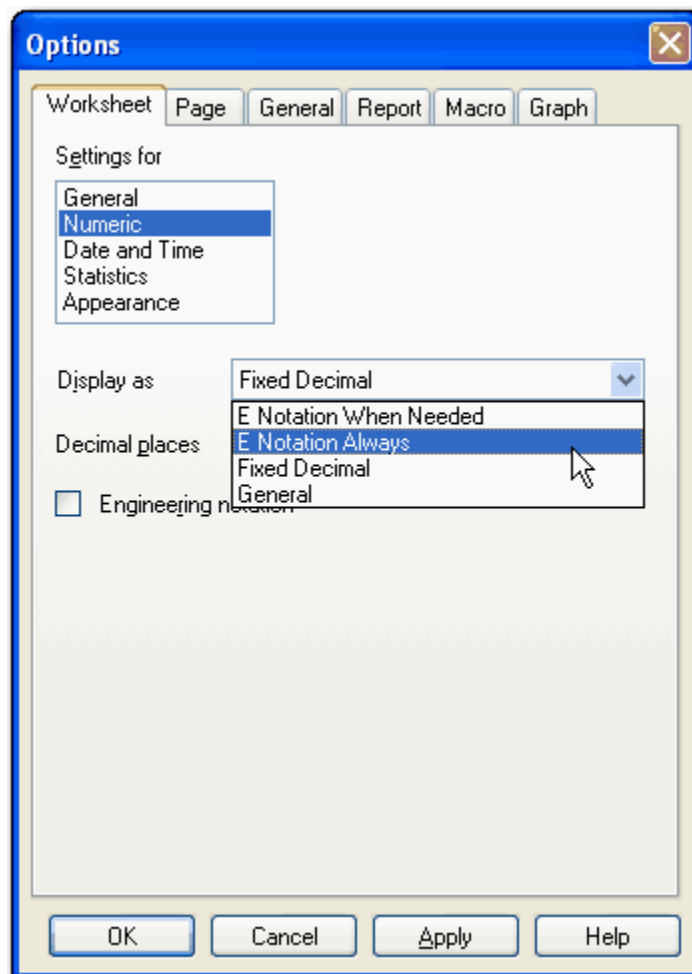 Options
Worksheet Page General Report Macro Graph
Settings for
General
Numeric
Date and Time
Statistics
Appearance
Display as Fixed Decimal
E Notation When Needed
Decimal places E Notation Always
Fixed Decimal
General
Engineering notation
OK Cancel Apply Help